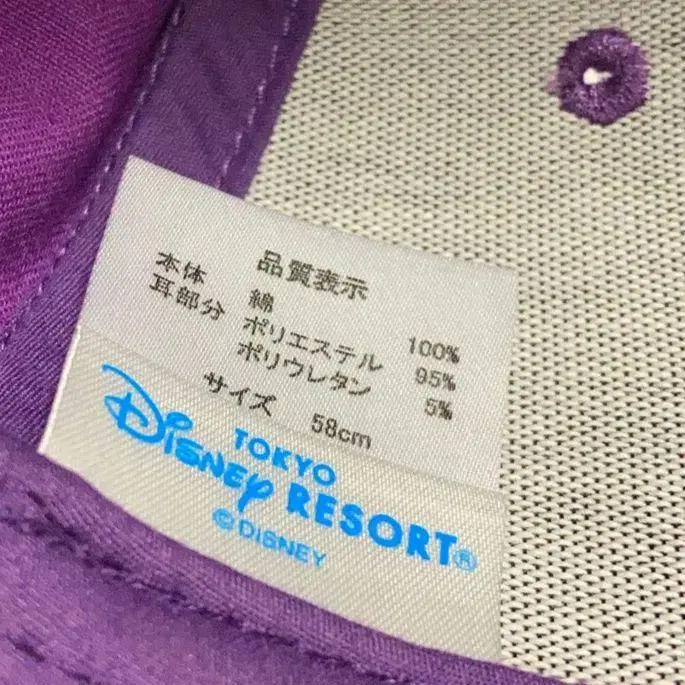 品質表示
本体 綿 100%
耳部分 ポリエステル 95%
ポリウレタン 5%
サイズ 58cm
TOKYO
DISNEY RESORT®
©DISNEY